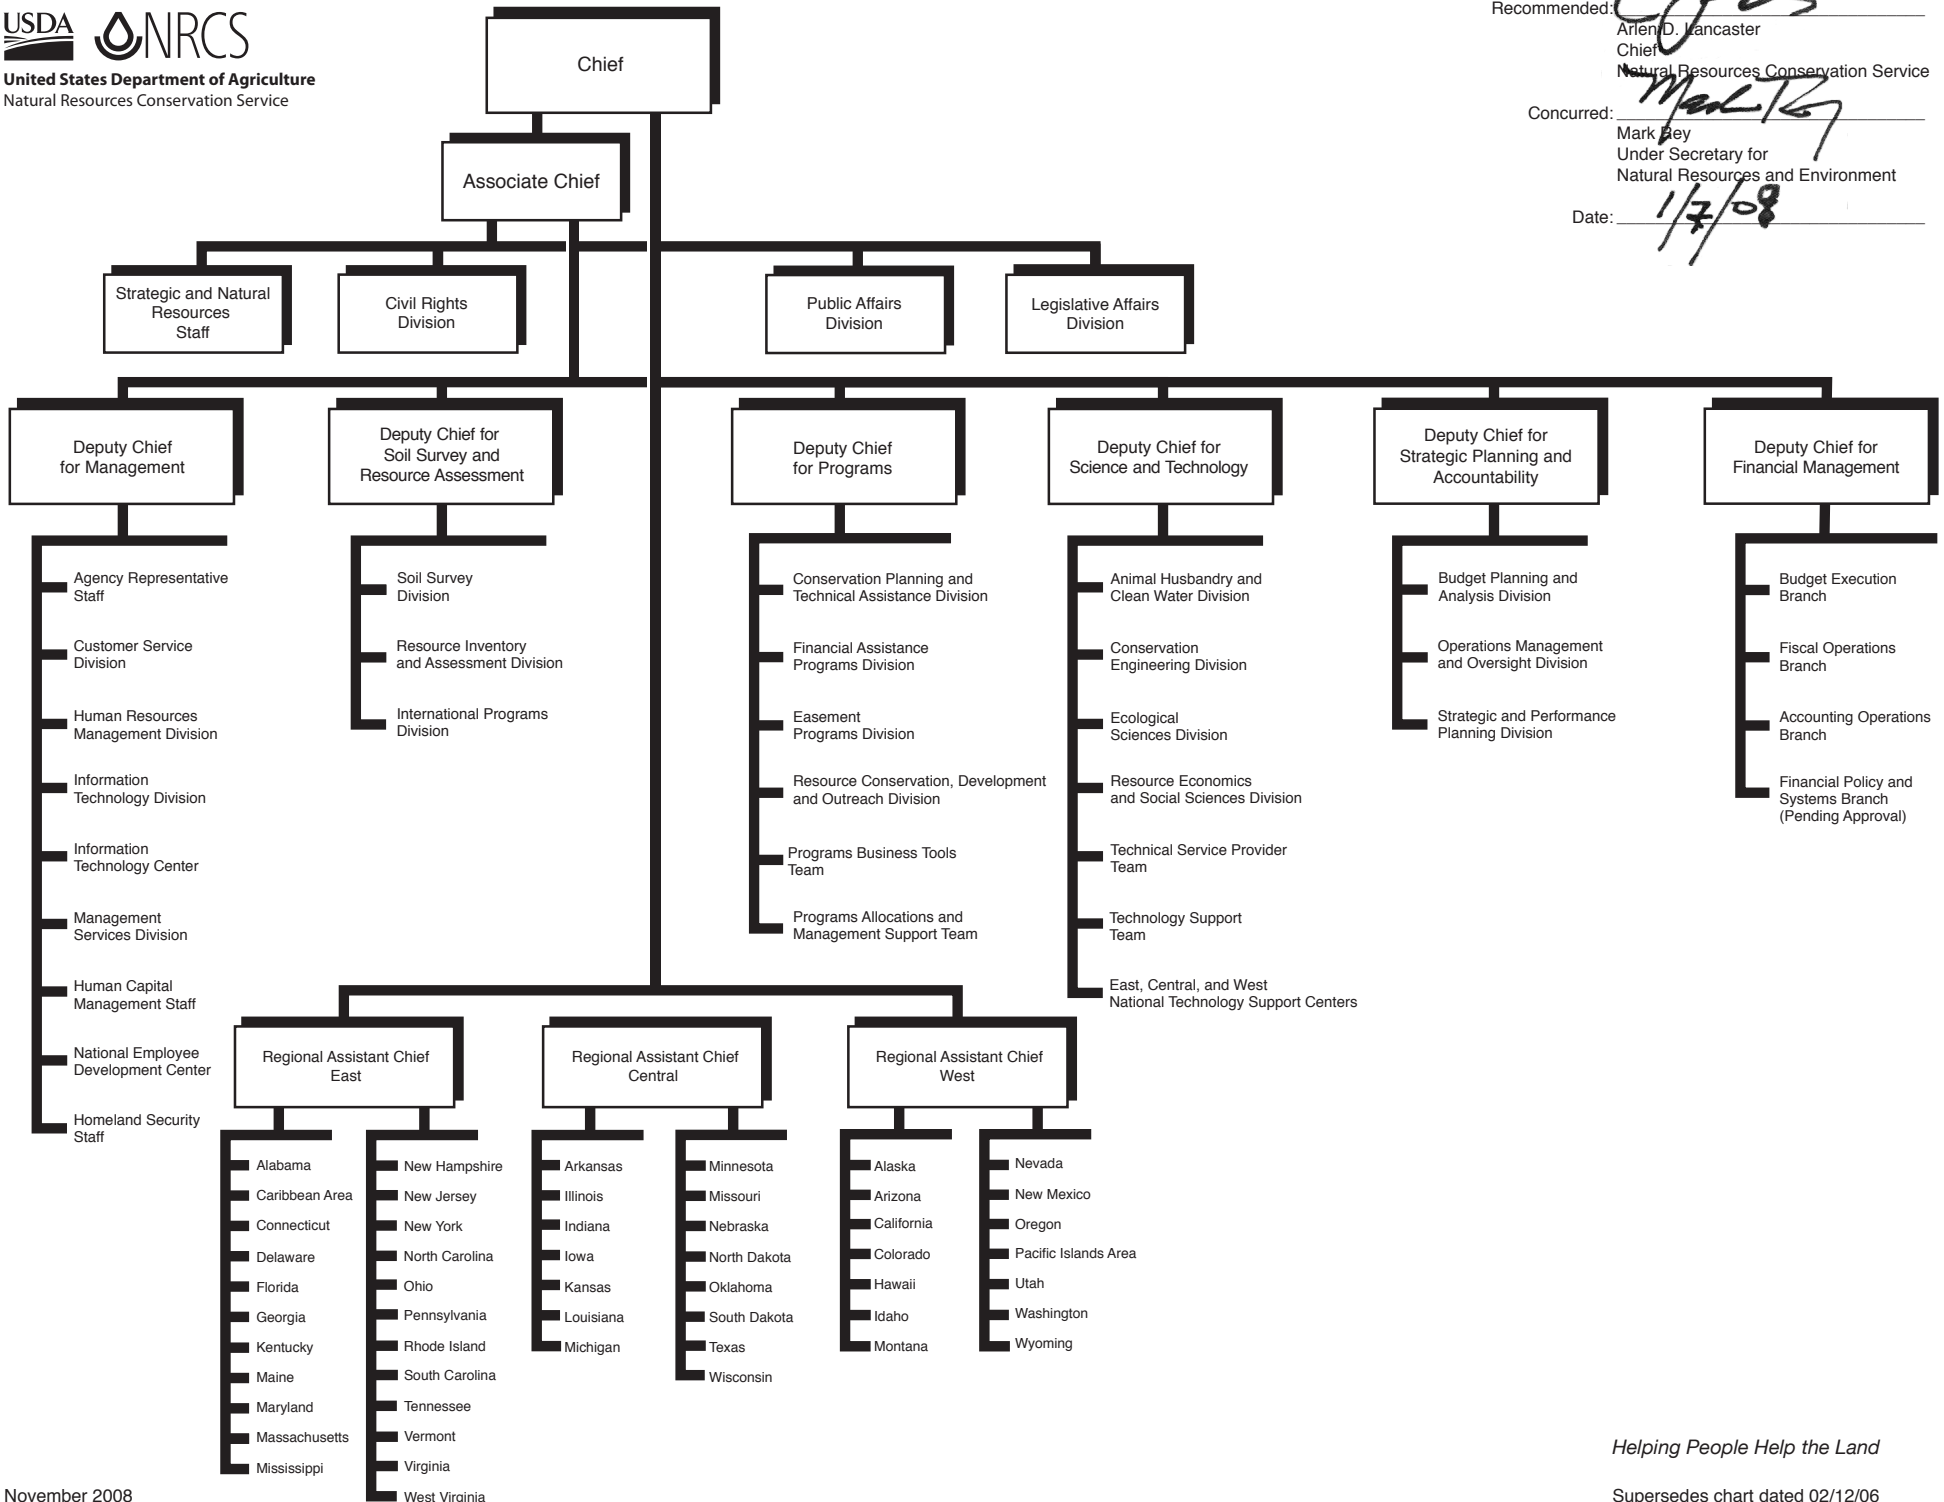 USDA NRCS
United States Department of Agriculture
Natural Resources Conservation Service
Recommended:
Arlen D. Lancaster
Chief
Natural Resources Conservation Service
Concurred:
Mark Rey
Under Secretary for
Natural Resources and Environment
Date: 1/7/08
Chief
Associate Chief
Strategic and Natural
Resources
Staff
Civil Rights
Division
Public Affairs
Division
Legislative Affairs
Division
Deputy Chief
for Management
Deputy Chief for
Soil Survey and
Resource Assessment
Deputy Chief
for Programs
Deputy Chief for
Science and Technology
Deputy Chief for
Strategic Planning and
Accountability
Deputy Chief for
Financial Management
Agency Representative
Staff
Customer Service
Division
Human Resources
Management Division
Information
Technology Division
Information
Technology Center
Management
Services Division
Human Capital
Management Staff
National Employee
Development Center
Homeland Security
Staff
Soil Survey
Division
Resource Inventory
and Assessment Division
International Programs
Division
Conservation Planning and
Technical Assistance Division
Financial Assistance
Programs Division
Easement
Programs Division
Resource Conservation, Development
and Outreach Division
Programs Business Tools
Team
Programs Allocations and
Management Support Team
Animal Husbandry and
Clean Water Division
Conservation
Engineering Division
Ecological
Sciences Division
Resource Economics
and Social Sciences Division
Technical Service Provider
Team
Technology Support
Team
East, Central, and West
National Technology Support Centers
Budget Planning and
Analysis Division
Operations Management
and Oversight Division
Strategic and Performance
Planning Division
Budget Execution
Branch
Fiscal Operations
Branch
Accounting Operations
Branch
Financial Policy and
Systems Branch
(Pending Approval)
Regional Assistant Chief
East
Regional Assistant Chief
Central
Regional Assistant Chief
West
Alabama
Caribbean Area
Connecticut
Delaware
Florida
Georgia
Kentucky
Maine
Maryland
Massachusetts
Mississippi
New Hampshire
New Jersey
New York
North Carolina
Ohio
Pennsylvania
Rhode Island
South Carolina
Tennessee
Vermont
Virginia
West Virginia
Arkansas
Illinois
Indiana
Iowa
Kansas
Louisiana
Michigan
Minnesota
Missouri
Nebraska
North Dakota
Oklahoma
South Dakota
Texas
Wisconsin
Alaska
Arizona
California
Colorado
Hawaii
Idaho
Montana
Nevada
New Mexico
Oregon
Pacific Islands Area
Utah
Washington
Wyoming
Helping People Help the Land
November 2008
Supersedes chart dated 02/12/06